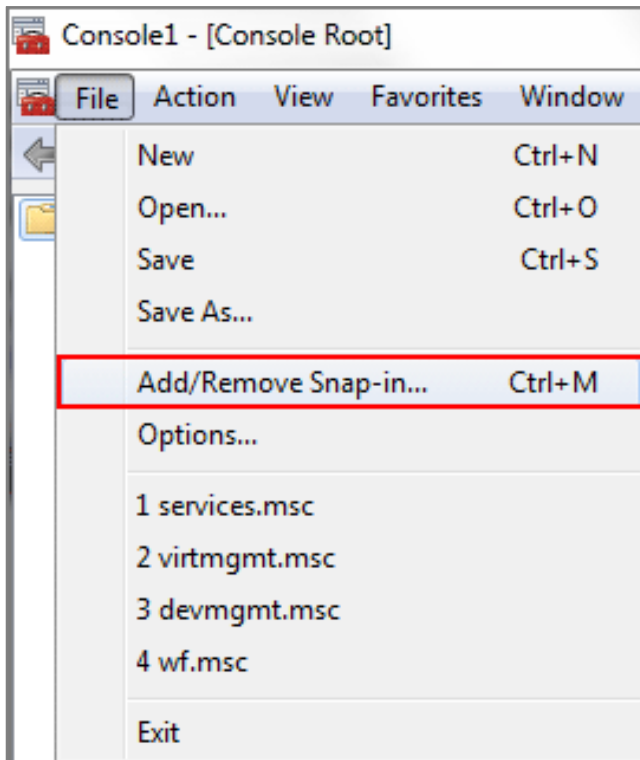 Console1 - [Console Root]
File Action View Favorites Window
New Ctrl+N
Open... Ctrl+O
Save Ctrl+S
Save As...
Add/Remove Snap-in... Ctrl+M
Options...
1 services.msc
2 virtmgmt.msc
3 devmgmt.msc
4 wf.msc
Exit